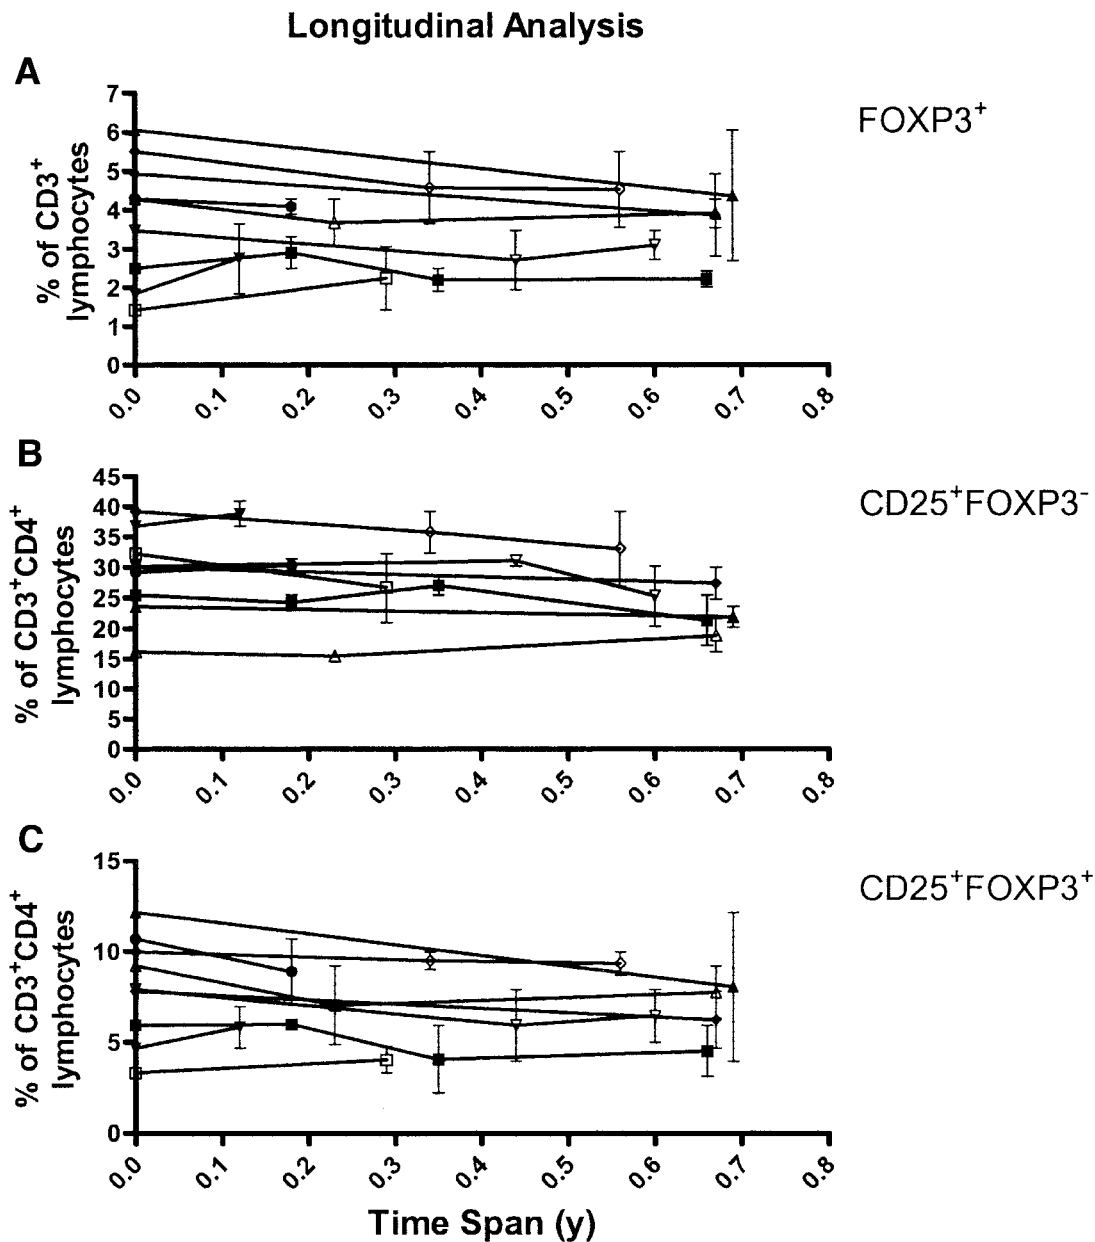 Longitudinal Analysis
A
FOXP3+
% of CD3+
lymphocytes
7
6
5
4
3
2
1
0
0.0 0.1 0.2 0.3 0.4 0.5 0.6 0.7 0.8
B
CD25+FOXP3-
% of CD3+CD4+
lymphocytes
45
40
35
30
25
20
15
10
5
0
0.0 0.1 0.2 0.3 0.4 0.5 0.6 0.7 0.8
C
CD25+FOXP3+
% of CD3+CD4+
lymphocytes
15
10
5
0
0.0 0.1 0.2 0.3 0.4 0.5 0.6 0.7 0.8
Time Span (y)